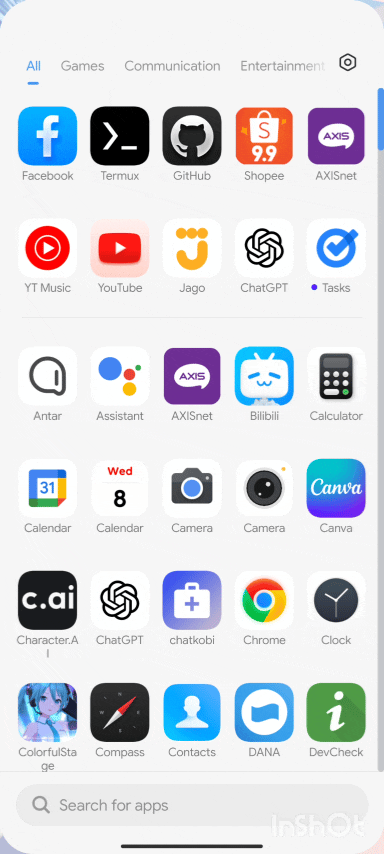 All Games Communication Entertainment
S
9.9
AXIS
Facebook Termux GitHub Shopee AXISnet
YT Music YouTube Jago ChatGPT Tasks
AXIS
Antar Assistant AXISnet Bilibili Calculator
31
Wed
8
Canva
Calendar Calendar Camera Camera Canva
c.ai
Character.A
I
ChatGPT chatkobi Chrome Clock
ColorfulSta
ge
Compass Contacts DANA DevCheck
Search for apps
InShOt